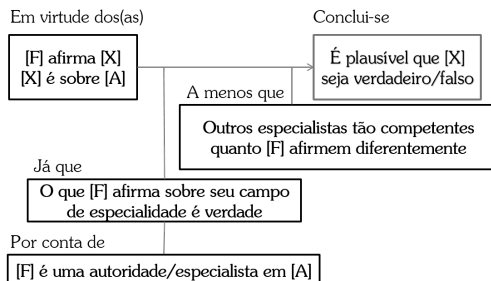 Em virtude dos(as)
[F] afirma [X]
[X] é sobre [A]
Conclui-se
É plausível que [X]
seja verdadeiro/falso
A menos que
Outros especialistas tão competentes
quanto [F] afirmem diferentemente
Já que
O que [F] afirma sobre seu campo
de especialidade é verdade
Por conta de
[F] é uma autoridade/especialista em [A]